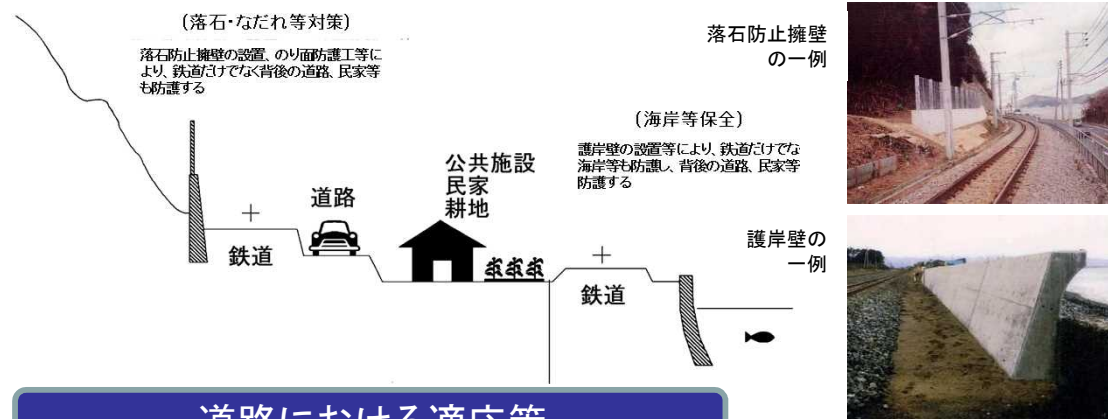 (落石・なだれ等対策)
落石防止擁壁の設置、のり面防護工等に
より、鉄道だけでなく背後の道路、民家等
も防護する
落石防止擁壁
の一例
(海岸等保全)
護岸壁の設置等により、鉄道だけでな
海岸等も防護し、背後の道路、民家等
防護する
公共施設
民家
耕地
道路
鉄道
鉄道
護岸壁の
一例
道路における適応策